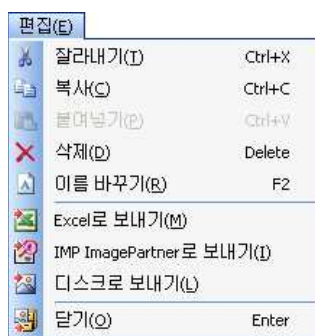 편집(E)
잘라내기(T) Ctrl+X
복사(C) Ctrl+C
붙여넣기(P) Ctrl+V
삭제(D) Delete
이름 바꾸기(R) F2
Excel로 보내기(M)
IMP ImagePartner로 보내기(I)
디스크로 보내기(L)
닫기(O) Enter